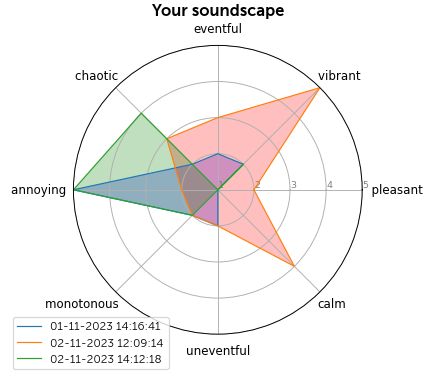 Your soundscape
eventful
chaotic
vibrant
annoying
1
2
3
4
5
pleasant
monotonous
calm
uneventful
01-11-2023 14:16:41
02-11-2023 12:09:14
02-11-2023 14:12:18